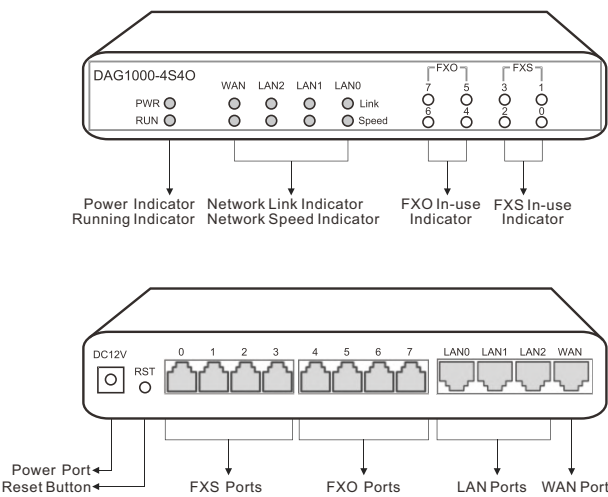 FXO FXS
DAG1000-4S4O
WAN LAN2 LAN1 LAN0 7 5 3 1
PWR Link
6 4 2 0
RUN Speed
Power Indicator Network Link Indicator FXO In-use FXS In-use
Running Indicator Network Speed Indicator Indicator Indicator
DC12V 0 1 2 3 4 5 6 7 LAN0 LAN1 LAN2 WAN
RST
Power Port
Reset Button FXS Ports FXO Ports LAN Ports WAN Port